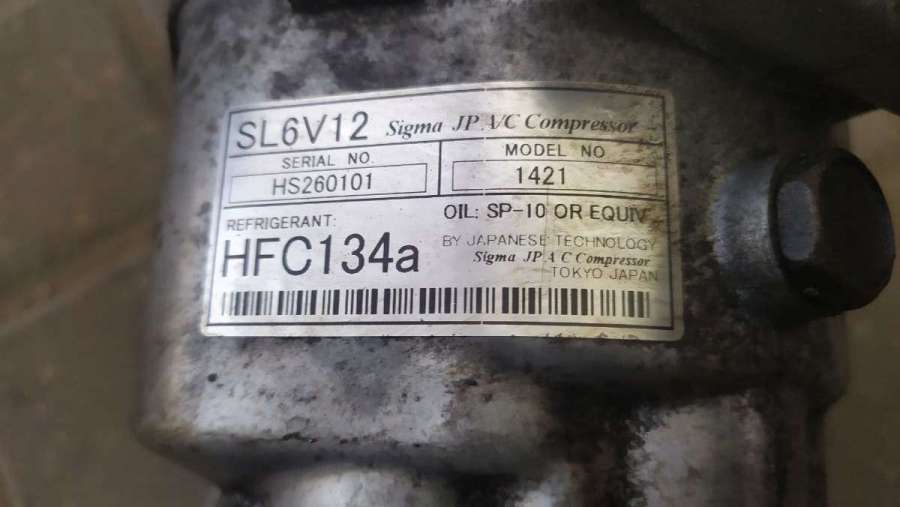 SL6V12 Sigma JP A/C Compressor
SERIAL NO.
HS260101
MODEL NO
1421
REFRIGERANT:
HFC134a
OIL: SP-10 OR EQUIV
BY JAPANESE TECHNOLOGY
Sigma JP A C Compressor
TOKYO JAPAN